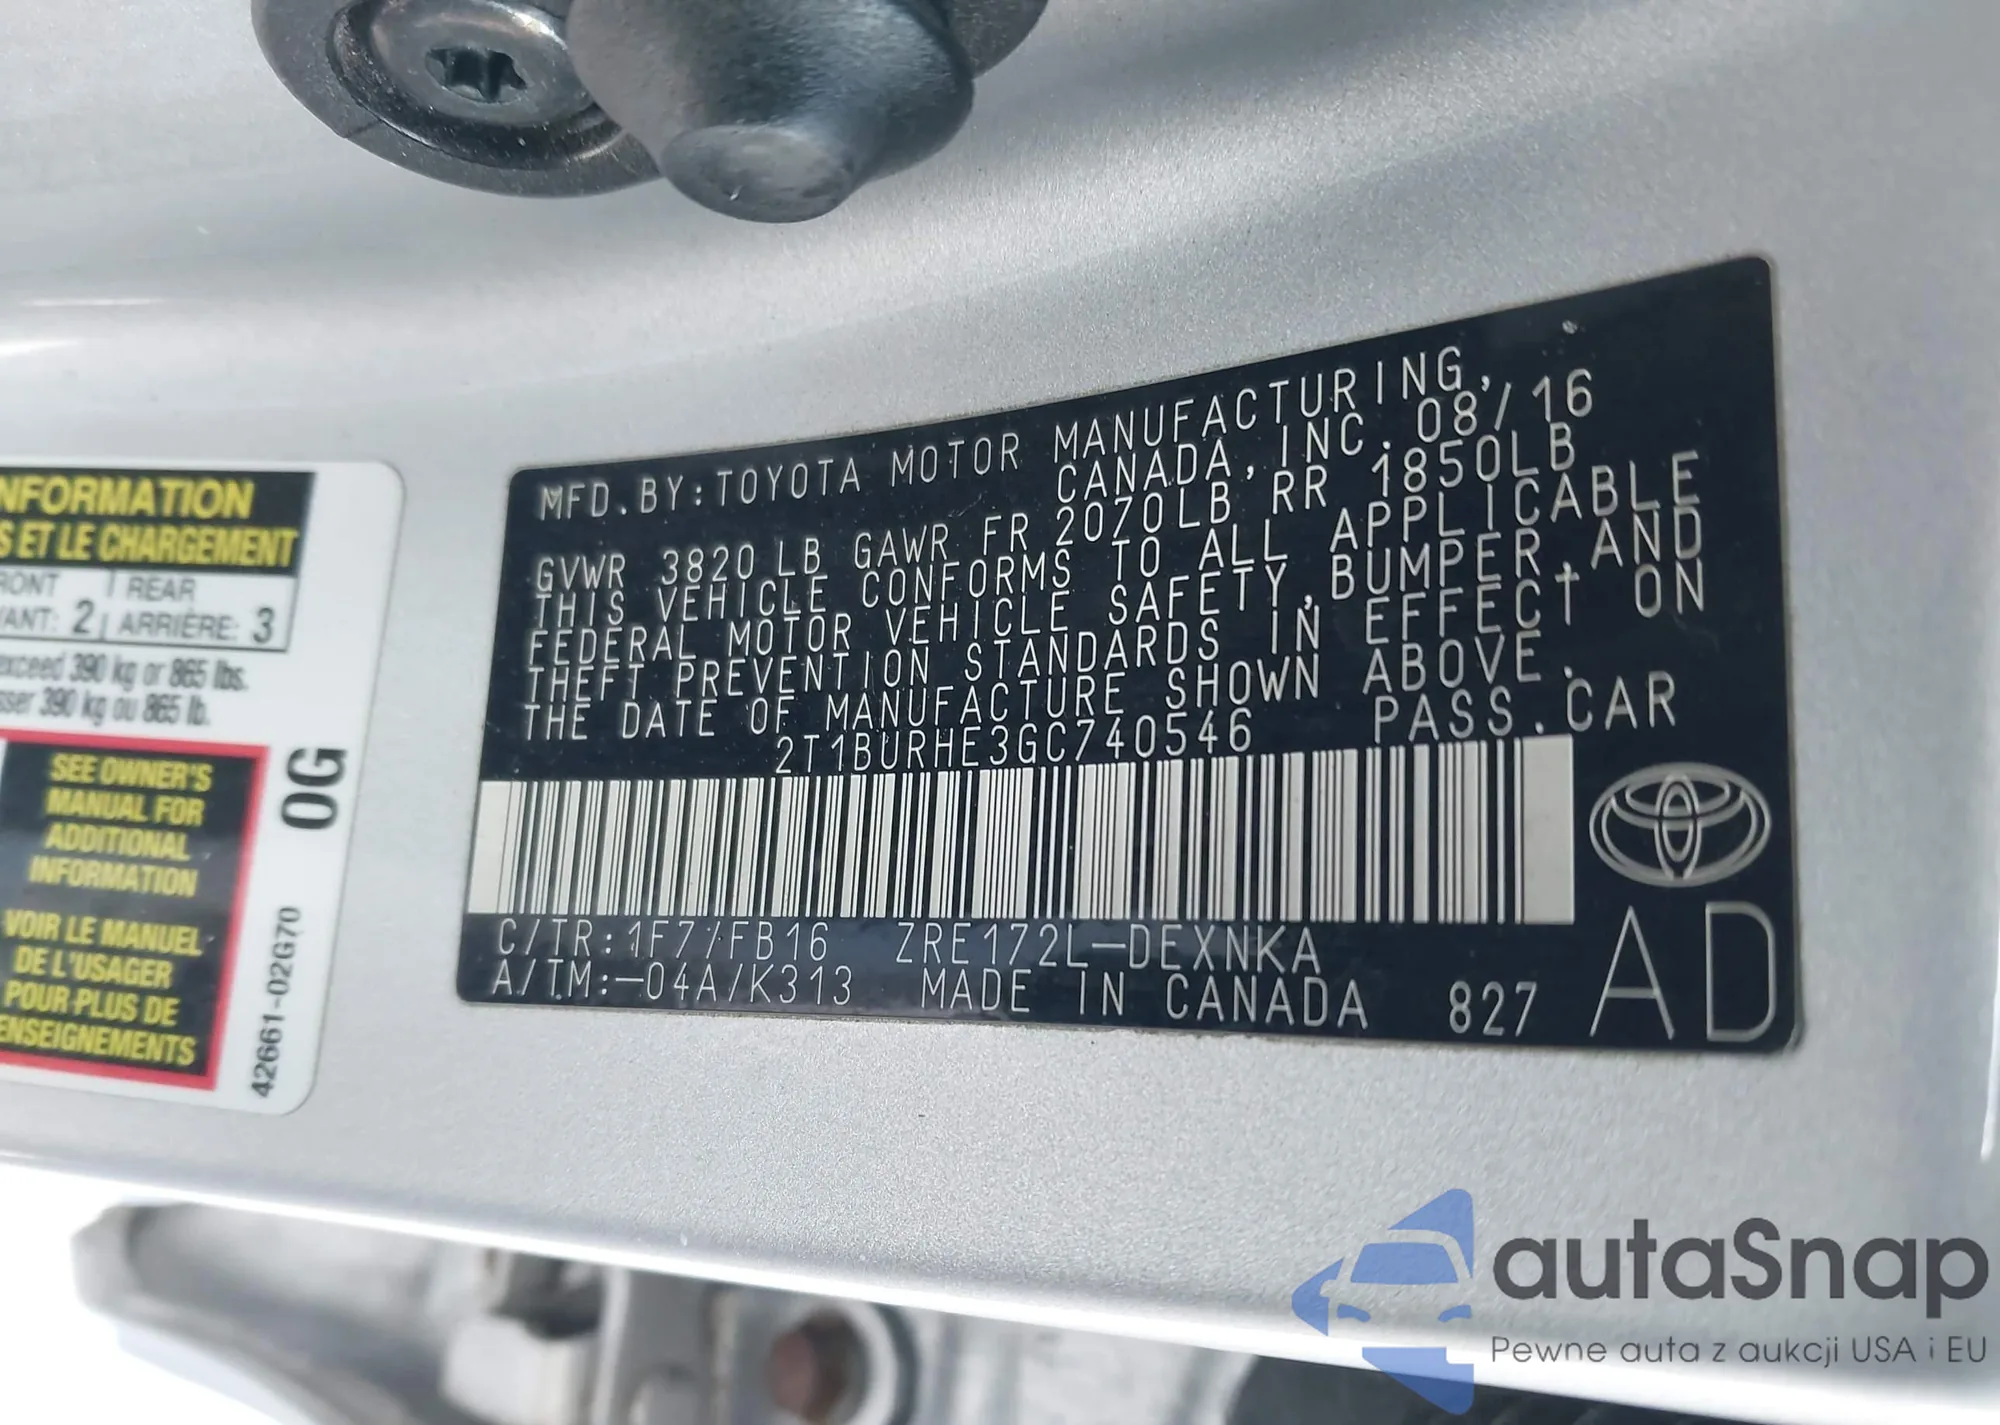 NFORMATION
S ET LE CHARGEMENT
RONT | REAR
VANT: 2 | ARRIÈRE: 3
exceed 390 kg or 865 lbs.
sser 390 kg ou 865 lb.
SEE OWNER'S
MANUAL FOR
ADDITIONAL
INFORMATION
VOIR LE MANUEL
DE L'USAGER
POUR PLUS DE
ENSEIGNEMENTS
0G
42661-02G70
MFD.BY:TOYOTA MOTOR MANUFACTURING,
CANADA, INC. 08/16
GVWR 3820 LB GAWR FR 2070LB RR 1850LB
THIS VEHICLE CONFORMS TO ALL APPLICABLE
FEDERAL MOTOR VEHICLE SAFETY,BUMPER,AND
THEFT PREVENTION STANDARDS IN EFFECT ON
THE DATE OF MANUFACTURE SHOWN ABOVE.
2T1BURHE3GC740546 PASS.CAR
C/TR:1F7/FB16 ZRE172L-DEXNKA
A/TM:-04A/K313 MADE IN CANADA 827
AD
autaSnap
Pewne auta z aukcji USA i EU